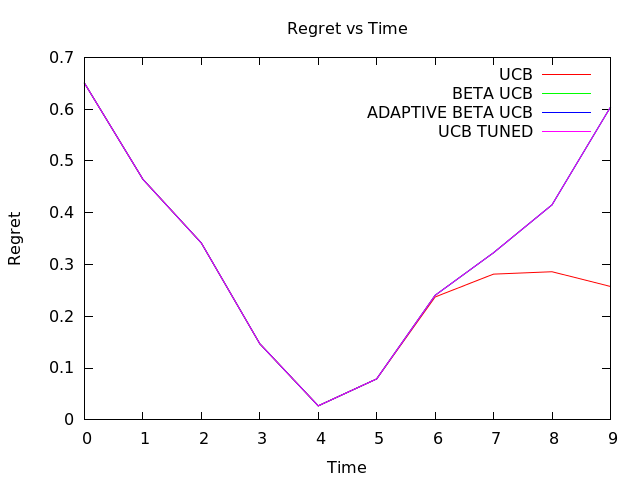 Regret vs Time
UCB
BETA UCB
ADAPTIVE BETA UCB
UCB TUNED
0.7
0.6
0.5
0.4
0.3
0.2
0.1
0
Regret
0 1 2 3 4 5 6 7 8 9
Time